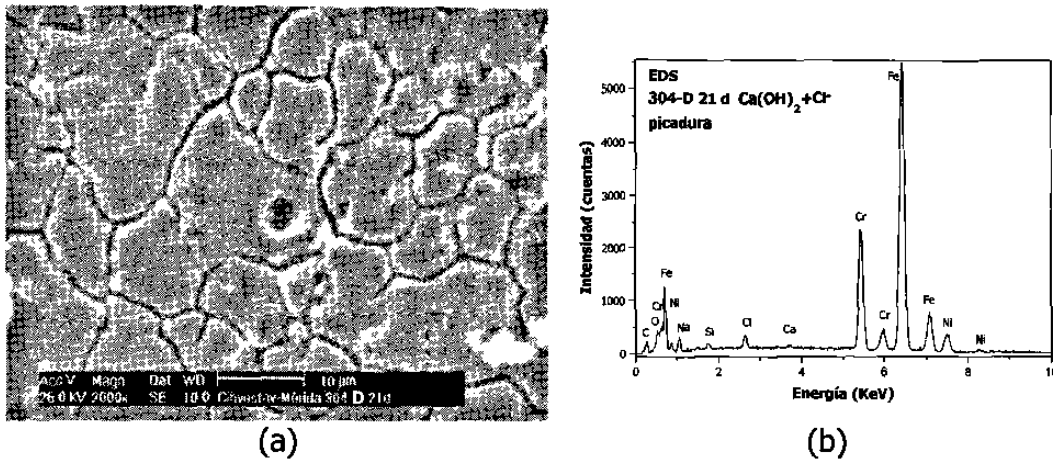 Acc V Magn Det WD 10 µm
26.0 kV 2000x SE 10.0 Cinvestav-Mérida 304 D 21d
(a)
EDS
304-D 21 d Ca(OH)2+Cl-
picadura
Intensidad (cuentas)
5000
4000
3000
2000
1000
0
C
O
Cr
Fe
Ni
Na
Si
Cl
Ca
Cr
Cr
Fe
Fe
Ni
Ni
0 2 4 6 8 10
Energía (KeV)
(b)